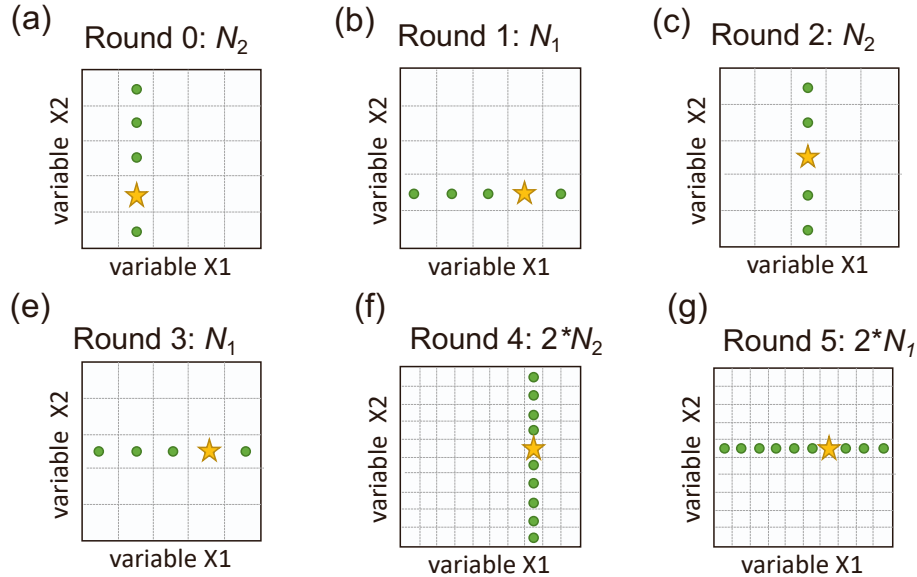 (a)
Round 0: N₂
variable X2
variable X1
(b)
Round 1: N₁
variable X2
variable X1
(c)
Round 2: N₂
variable X2
variable X1
(e)
Round 3: N₁
variable X2
variable X1
(f)
Round 4: 2*N₂
variable X2
variable X1
(g)
Round 5: 2*N₁
variable X2
variable X1